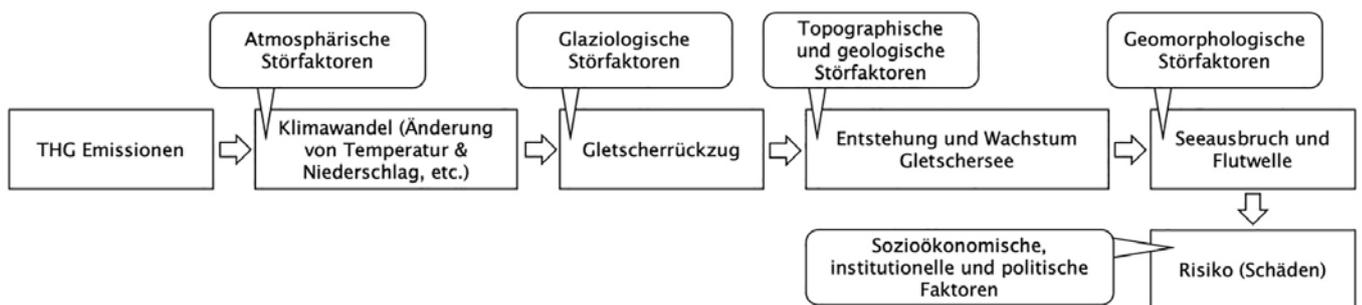 Atmosphärische
Störfaktoren
Glaziologische
Störfaktoren
Topographische
und geologische
Störfaktoren
Geomorphologische
Störfaktoren
THG Emissionen
Klimawandel (Änderung
von Temperatur &
Niederschlag, etc.)
Gletscherrückzug
Entstehung und Wachstum
Gletschersee
Seeausbruch und
Flutwelle
Sozioökonomische,
institutionelle und politische
Faktoren
Risiko (Schäden)